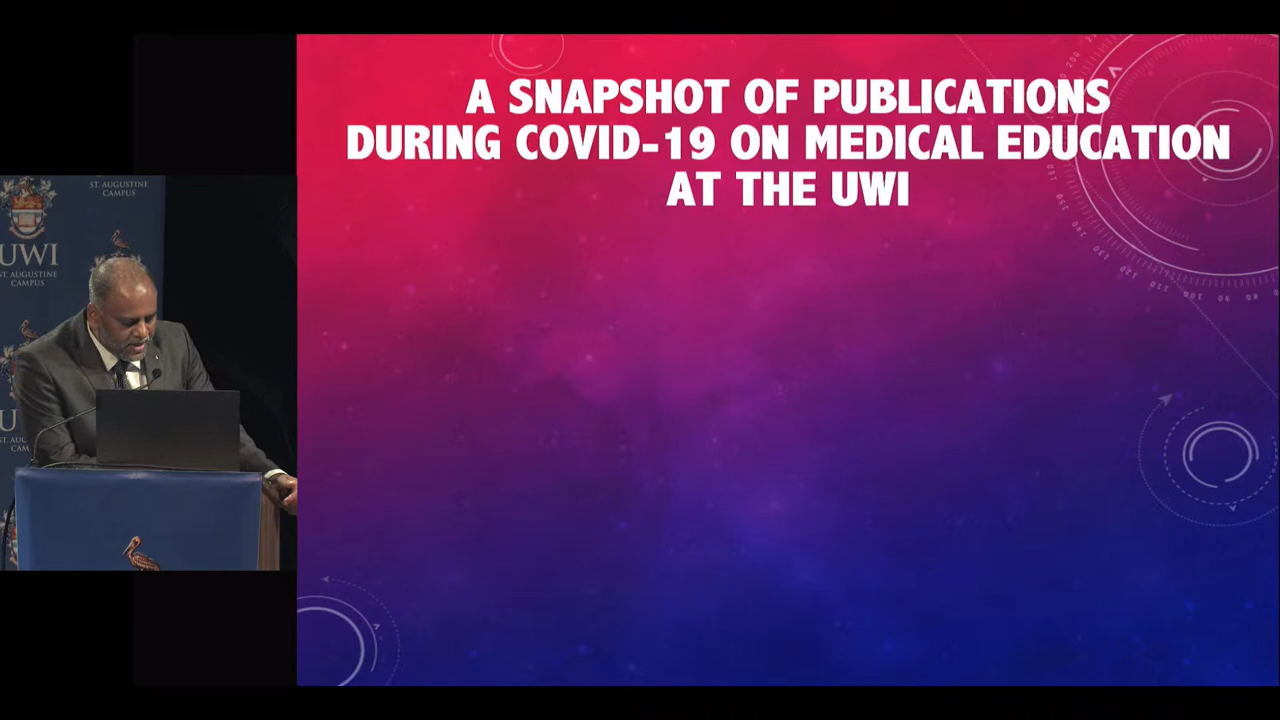 A SNAPSHOT OF PUBLICATIONS
DURING COVID-19 ON MEDICAL EDUCATION
AT THE UWI
ST. AUGUSTINE
CAMPUS
UWI
ST. AUGUSTINE
CAMPUS